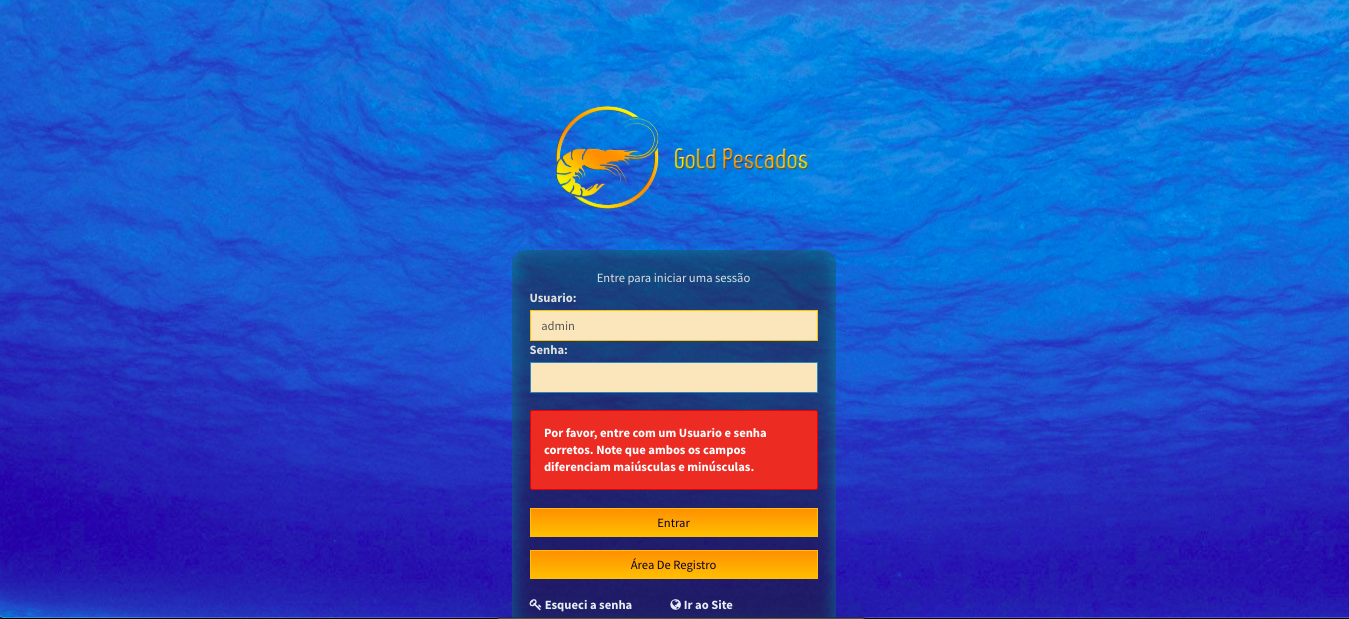 Gold Pescados
Entre para iniciar uma sessão
Usuario:
admin
Senha:
Por favor, entre com um Usuario e senha
corretos. Note que ambos os campos
diferenciam maiúsculas e minúsculas.
Entrar
Área De Registro
Esqueci a senha Ir ao Site